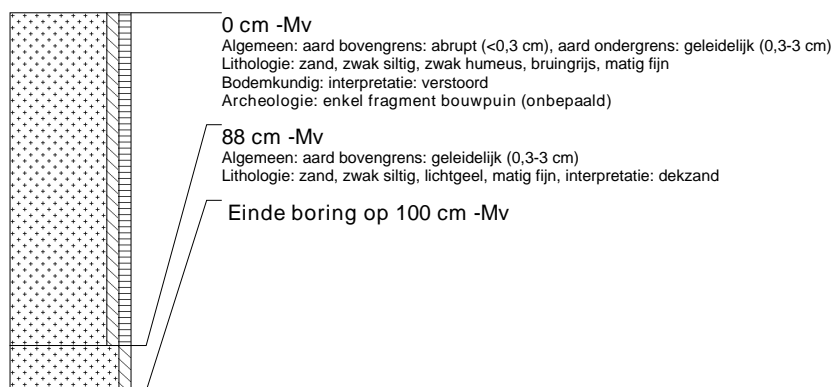 0 cm -Mv
Algemeen: aard bovengrens: abrupt (<0,3 cm), aard ondergrens: geleidelijk (0,3-3 cm)
Lithologie: zand, zwak siltig, zwak humeus, bruingrijs, matig fijn
Bodemkundig: interpretatie: verstoord
Archeologie: enkel fragment bouwpuin (onbepaald)
88 cm -Mv
Algemeen: aard bovengrens: geleidelijk (0,3-3 cm)
Lithologie: zand, zwak siltig, lichtgeel, matig fijn, interpretatie: dekzand
Einde boring op 100 cm -Mv